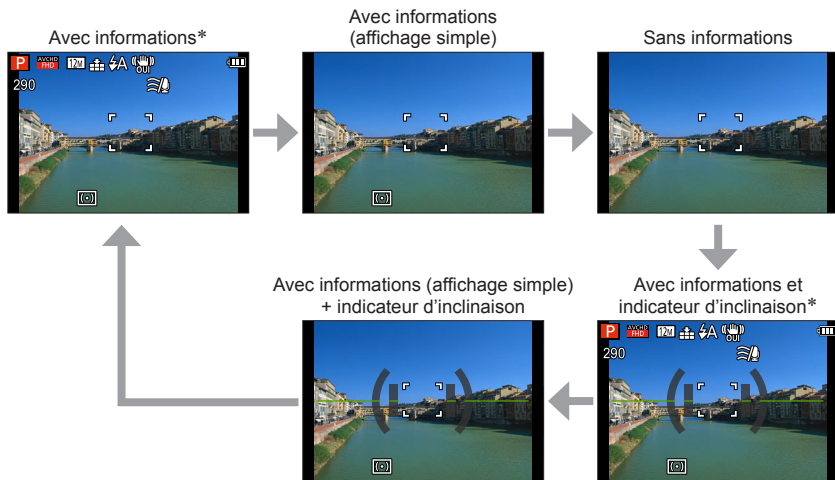 Avec informations*
P AVCHD FHD 12M A OUI
290
Avec informations
(affichage simple)
Sans informations
Avec informations et
indicateur d'inclinaison*
P AVCHD FHD 12M A OUI
290
Avec informations (affichage simple)
+ indicateur d'inclinaison